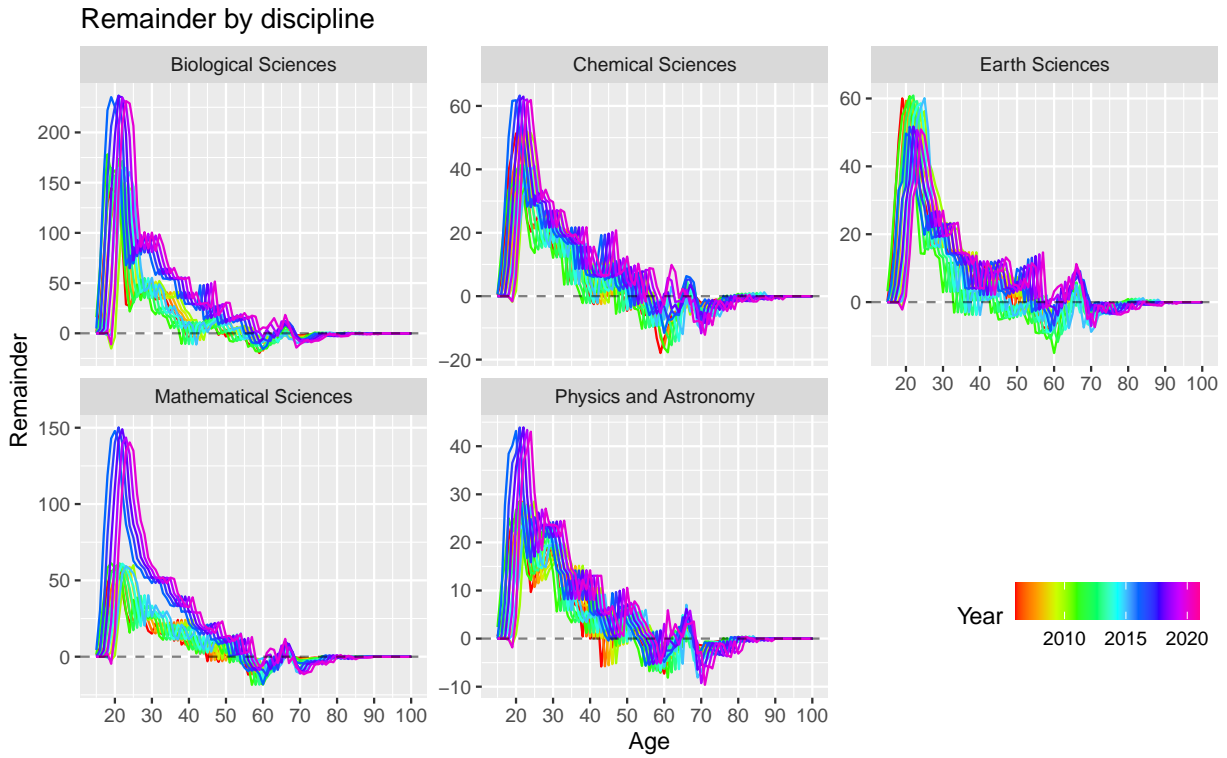 Remainder by discipline
Biological Sciences
Chemical Sciences
Earth Sciences
200
150
100
50
0
60
40
20
0
−20
60
40
20
0
20 30 40 50 60 70 80 90 100
Mathematical Sciences
Physics and Astronomy
150
100
50
0
40
30
20
10
0
−10
20 30 40 50 60 70 80 90 100
20 30 40 50 60 70 80 90 100
Remainder
Age
Year
2010 2015 2020